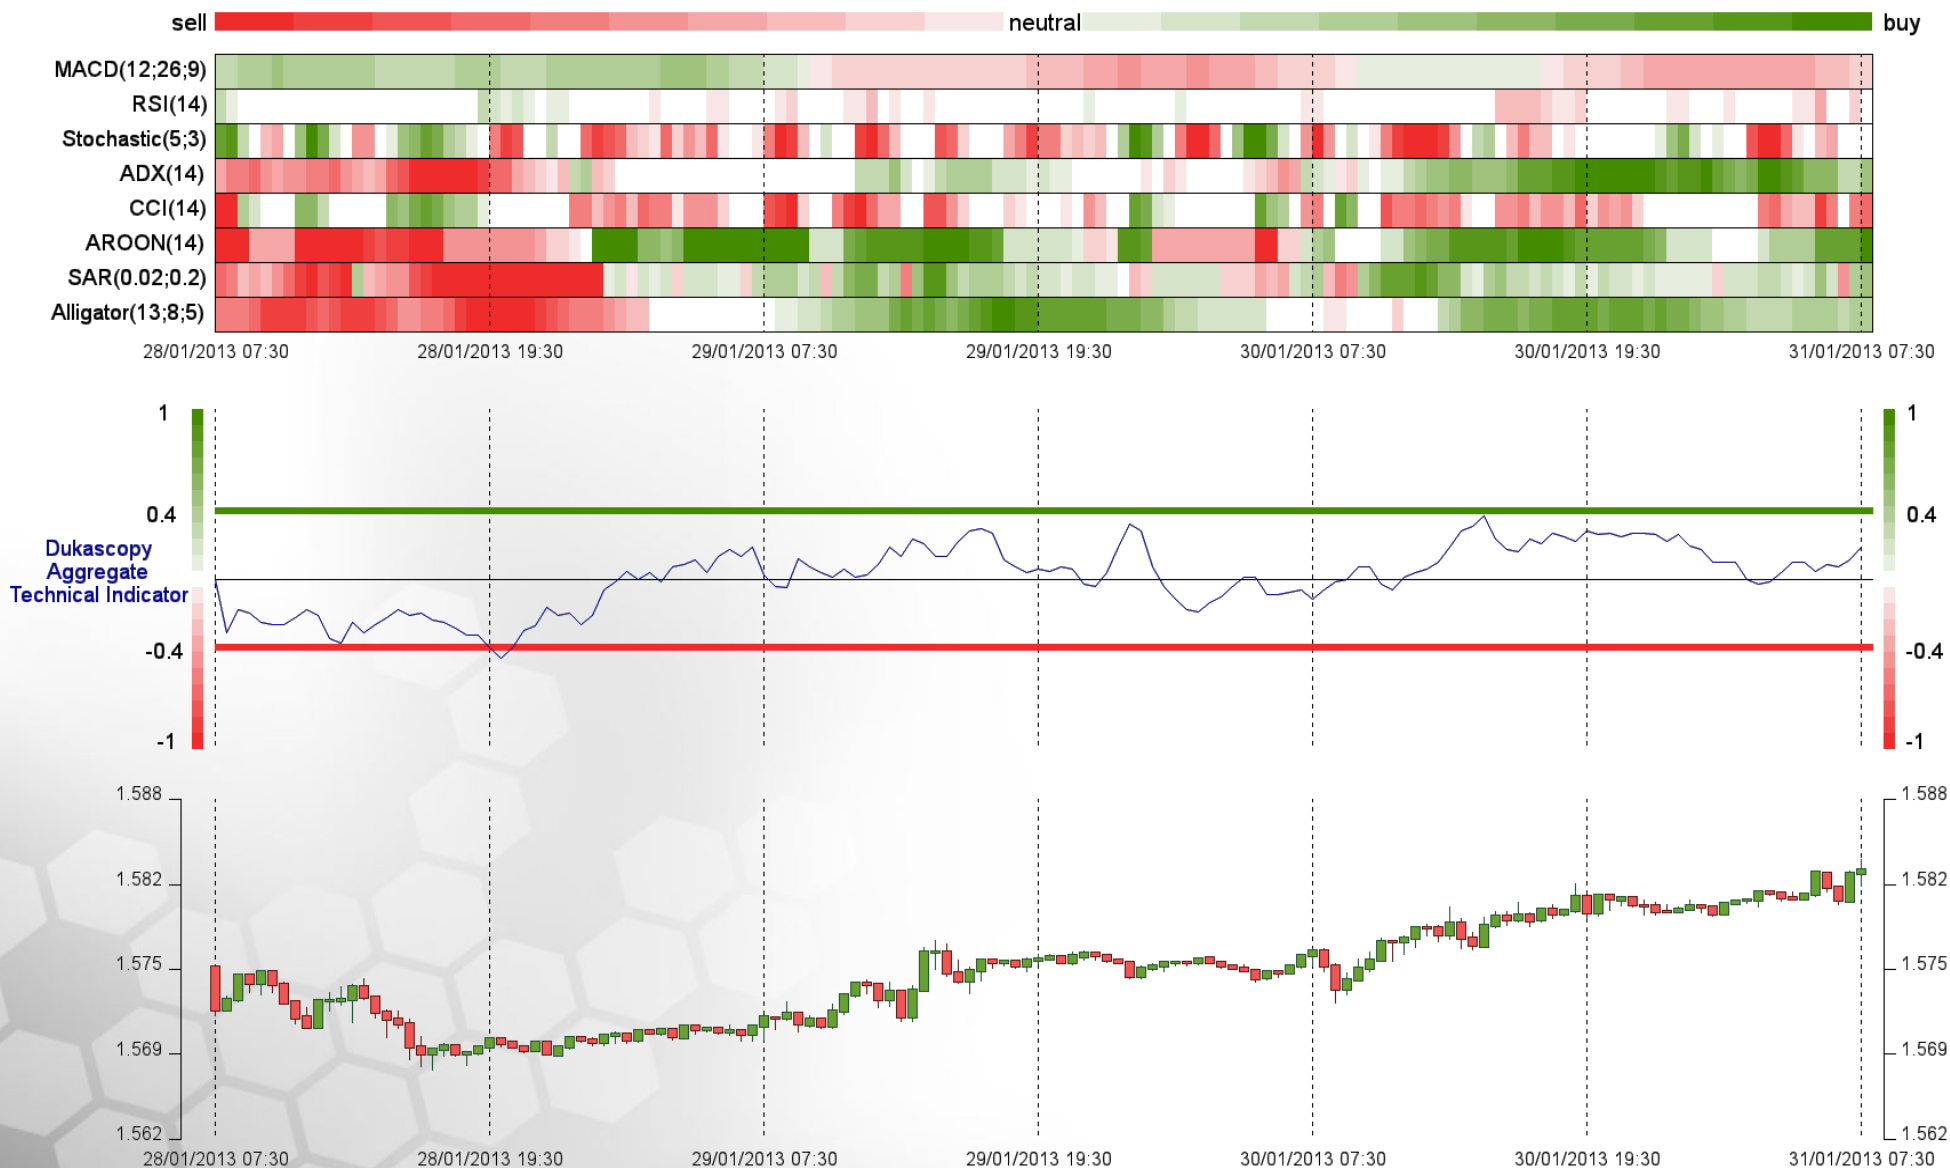 sell neutral buy
MACD(12;26;9)
RSI(14)
Stochastic(5;3)
ADX(14)
CCI(14)
AROON(14)
SAR(0.02;0.2)
Alligator(13;8;5)
28/01/2013 07:30 28/01/2013 19:30 29/01/2013 07:30 29/01/2013 19:30 30/01/2013 07:30 30/01/2013 19:30 31/01/2013 07:30
1 1
0.4 0.4
Dukascopy
Aggregate
Technical Indicator
-0.4 -0.4
-1 -1
1.588 1.588
1.582 1.582
1.575 1.575
1.569 1.569
1.562 1.562
28/01/2013 07:30 28/01/2013 19:30 29/01/2013 07:30 29/01/2013 19:30 30/01/2013 07:30 30/01/2013 19:30 31/01/2013 07:30